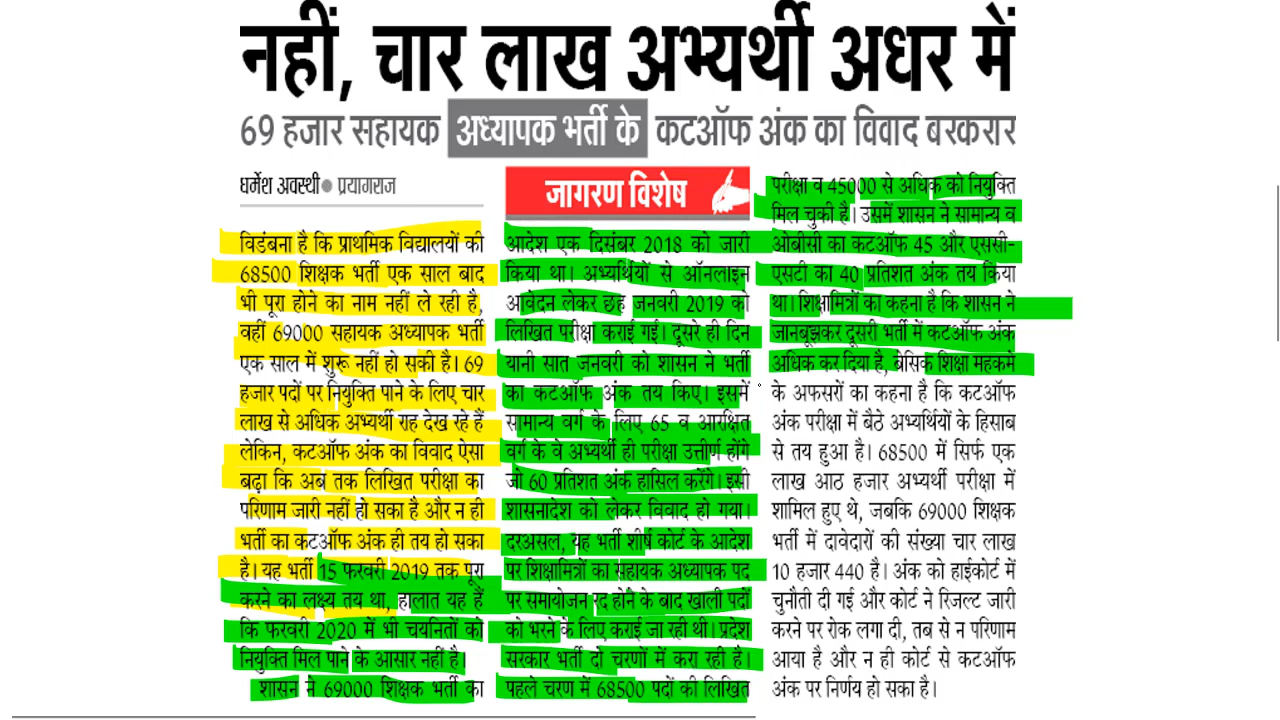 नहीं, चार लाख अभ्यर्थी अधर में
69 हजार सहायक अध्यापक भर्ती के कटऑफ अंक का विवाद बरकरार
धर्मेश अवस्थी● प्रयागराज
विडंबना है कि प्राथमिक विद्यालयों की
68500 शिक्षक भर्ती एक साल बाद
भी पूरा होने का नाम नहीं ले रही है,
वहीं 69000 सहायक अध्यापक भर्ती
एक साल में शुरू नहीं हो सकी है। 69
हजार पदों पर नियुक्ति पाने के लिए चार
लाख से अधिक अभ्यर्थी राह देख रहे हैं
लेकिन, कटऑफ अंक का विवाद ऐसा
बढ़ा कि अब तक लिखित परीक्षा का
परिणाम जारी नहीं हो सका है और न ही
भर्ती का कटऑफ अंक ही तय हो सका
है। यह भर्ती 15 फरवरी 2019 तक पूरा
करने का लक्ष्य तय था, हालात यह हैं
कि फरवरी 2020 में भी चयनितों को
नियुक्ति मिल पाने के आसार नहीं है।
शासन ने 69000 शिक्षक भर्ती का
जागरण विशेष
आदेश एक दिसंबर 2018 को जारी
किया था। अभ्यर्थियों से ऑनलाइन
आवेदन लेकर छह जनवरी 2019 को
लिखित परीक्षा कराई गई। दूसरे ही दिन
यानी सात जनवरी को शासन ने भर्ती
का कटऑफ अंक तय किए। इसमें
सामान्य वर्ग के लिए 65 व आरक्षित
वर्ग के वे अभ्यर्थी ही परीक्षा उत्तीर्ण होंगे
जो 60 प्रतिशत अंक हासिल करेंगे। इसी
शासनादेश को लेकर विवाद हो गया।
दरअसल, यह भर्ती शीर्ष कोर्ट के आदेश
पर शिक्षामित्रों का सहायक अध्यापक पद
पर समायोजन रद होने के बाद खाली पदों
को भरने के लिए कराई जा रही थी। प्रदेश
सरकार भर्ती दो चरणों में करा रही है।
पहले चरण में 68500 पदों की लिखित
परीक्षा व 45000 से अधिक को नियुक्ति
मिल चुकी है। उसमें शासन ने सामान्य व
ओबीसी का कटऑफ 45 और एससी-
एसटी का 40 प्रतिशत अंक तय किया
था। शिक्षामित्रों का कहना है कि शासन ने
जानबूझकर दूसरी भर्ती में कटऑफ अंक
अधिक कर दिया है, बेसिक शिक्षा महकमे
के अफसरों का कहना है कि कटऑफ
अंक परीक्षा में बैठे अभ्यर्थियों के हिसाब
से तय हुआ है। 68500 में सिर्फ एक
लाख आठ हजार अभ्यर्थी परीक्षा में
शामिल हुए थे, जबकि 69000 शिक्षक
भर्ती में दावेदारों की संख्या चार लाख
10 हजार 440 है। अंक को हाईकोर्ट में
चुनौती दी गई और कोर्ट ने रिजल्ट जारी
करने पर रोक लगा दी, तब से न परिणाम
आया है और न ही कोर्ट से कटऑफ
अंक पर निर्णय हो सका है।